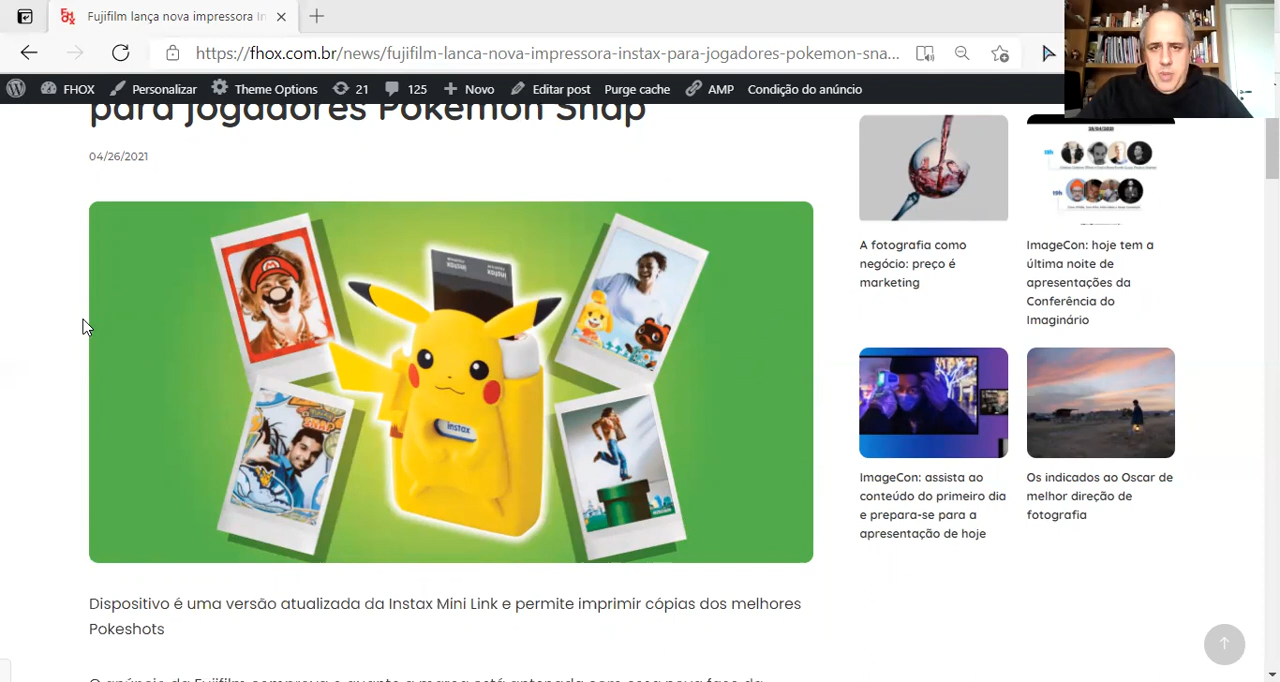 Fujifilm lança nova impressora In
https://fhox.com.br/news/fujifilm-lanca-nova-impressora-instax-para-jogadores-pokemon-sna...
FHOX
Personalizar
Theme Options
21
125
Novo
Editar post
Purge cache
AMP
Condição do anúncio
para jogadores Pokémon Snap
04/26/2021
instax
instax
instax
Dispositivo é uma versão atualizada da Instax Mini Link e permite imprimir cópias dos melhores
Pokeshots
A fotografia como
negócio: preço é
marketing
ImageCon: hoje tem a
última noite de
apresentações da
Conferência do
Imaginário
ImageCon: assista ao
conteúdo do primeiro dia
e prepara-se para a
apresentação de hoje
Os indicados ao Oscar de
melhor direção de
fotografia